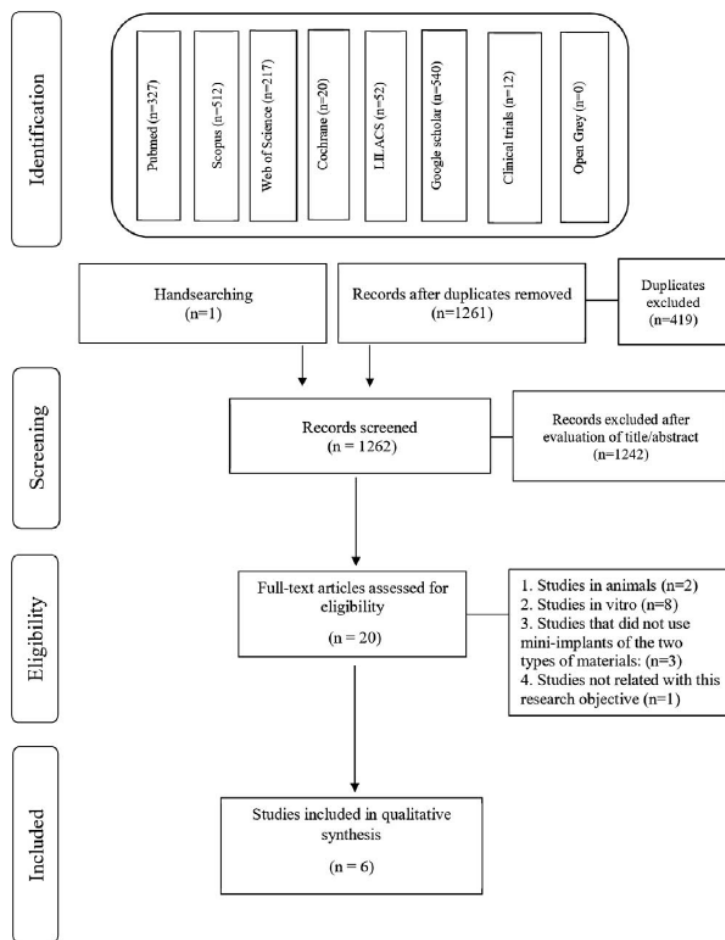 Identification
Pubmed (n=327)
Scopus (n=512)
Web of Science (n=217)
Cochrane (n=20)
LILACS (n=52)
Google scholar (n=540)
Clinical trials (n=12)
Open Grey (n=0)
Handsearching
(n=1)
Records after duplicates removed
(n=1261)
Duplicates
excluded
(n=419)
Screening
Records screened
(n = 1262)
Records excluded after
evaluation of title/abstract
(n=1242)
Eligibility
Full-text articles assessed for
eligibility
(n = 20)
1. Studies in animals (n=2)
2. Studies in vitro (n=8)
3. Studies that did not use
mini-implants of the two
types of materials: (n=3)
4. Studies not related with this
research objective (n=1)
Included
Studies included in qualitative
synthesis
(n = 6)